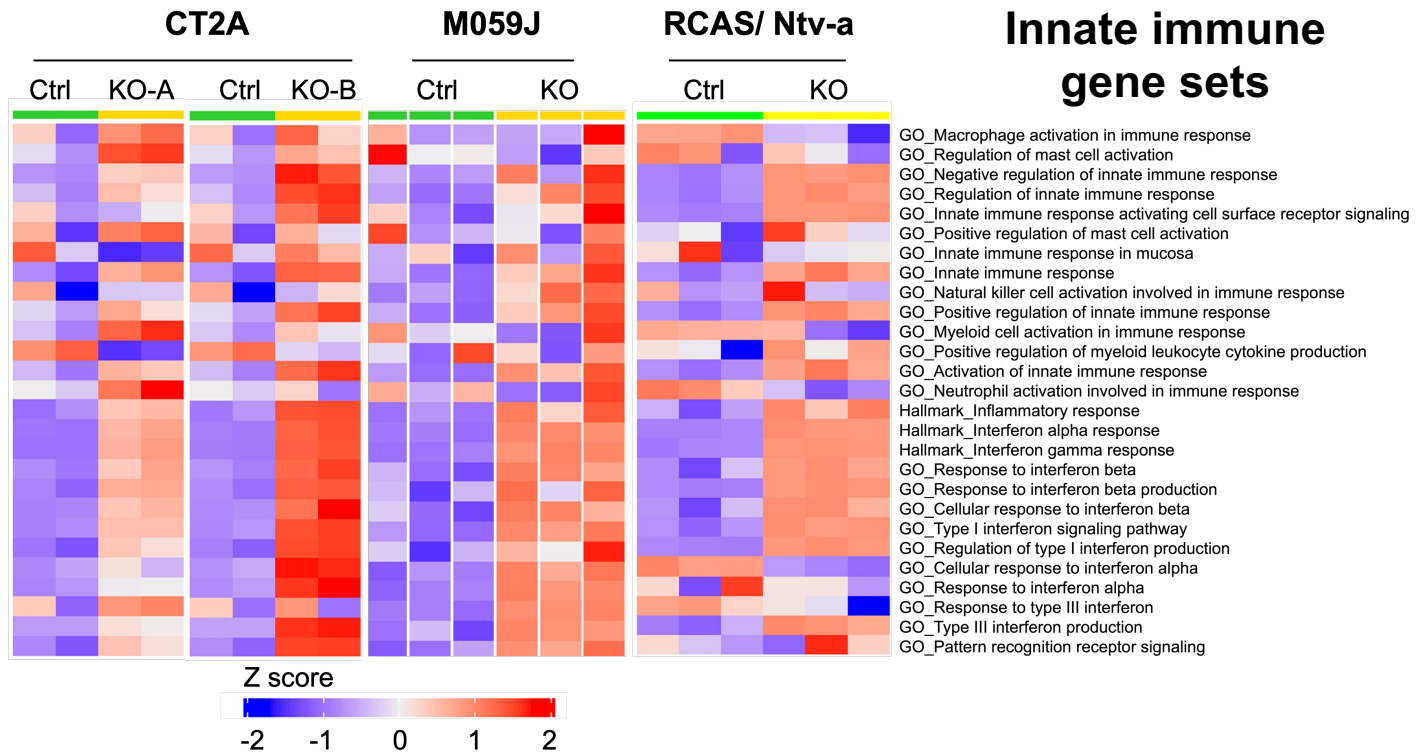 CT2A
M059J
RCAS/ Ntv-a
Innate immune
gene sets
Ctrl
KO-A
Ctrl
KO-B
Ctrl
KO
Ctrl
KO
GO_Macrophage activation in immune response
GO_Regulation of mast cell activation
GO_Negative regulation of innate immune response
GO_Regulation of innate immune response
GO_Innate immune response activating cell surface receptor signaling
GO_Positive regulation of mast cell activation
GO_Innate immune response in mucosa
GO_Innate immune response
GO_Natural killer cell activation involved in immune response
GO_Positive regulation of innate immune response
GO_Myeloid cell activation in immune response
GO_Positive regulation of myeloid leukocyte cytokine production
GO_Activation of innate immune response
GO_Neutrophil activation involved in immune response
Hallmark_Inflammatory response
Hallmark_Interferon alpha response
Hallmark_Interferon gamma response
GO_Response to interferon beta
GO_Response to interferon beta production
GO_Cellular response to interferon beta
GO_Type I interferon signaling pathway
GO_Regulation of type I interferon production
GO_Cellular response to interferon alpha
GO_Response to interferon alpha
GO_Response to type III interferon
GO_Type III interferon production
GO_Pattern recognition receptor signaling
Z score
-2 -1 0 1 2